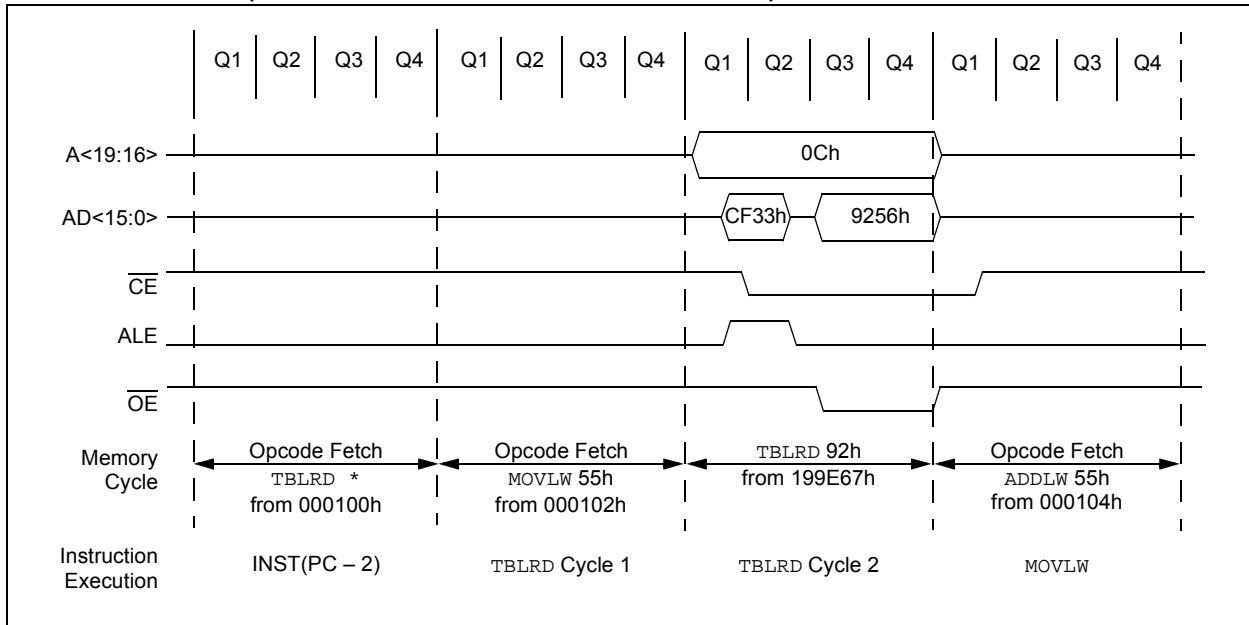 Q1 Q2 Q3 Q4 Q1 Q2 Q3 Q4 Q1 Q2 Q3 Q4 Q1 Q2 Q3 Q4
A<19:16>
0Ch
AD<15:0>
CF33h
9256h
CE
ALE
OE
Memory
Cycle
Opcode Fetch
TBLRD *
from 000100h
Opcode Fetch
MOVLW 55h
from 000102h
TBLRD 92h
from 199E67h
Opcode Fetch
ADDLW 55h
from 000104h
Instruction
Execution
INST(PC – 2)
TBLRD Cycle 1
TBLRD Cycle 2
MOVLW